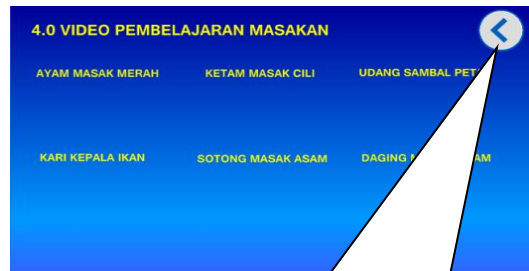 4.0 VIDEO PEMBELAJARAN MASAKAN
AYAM MASAK MERAH KETAM MASAK CILI UDANG SAMBAL
KARI KEPALA IKAN SOTONG MASAK ASAM DAGING